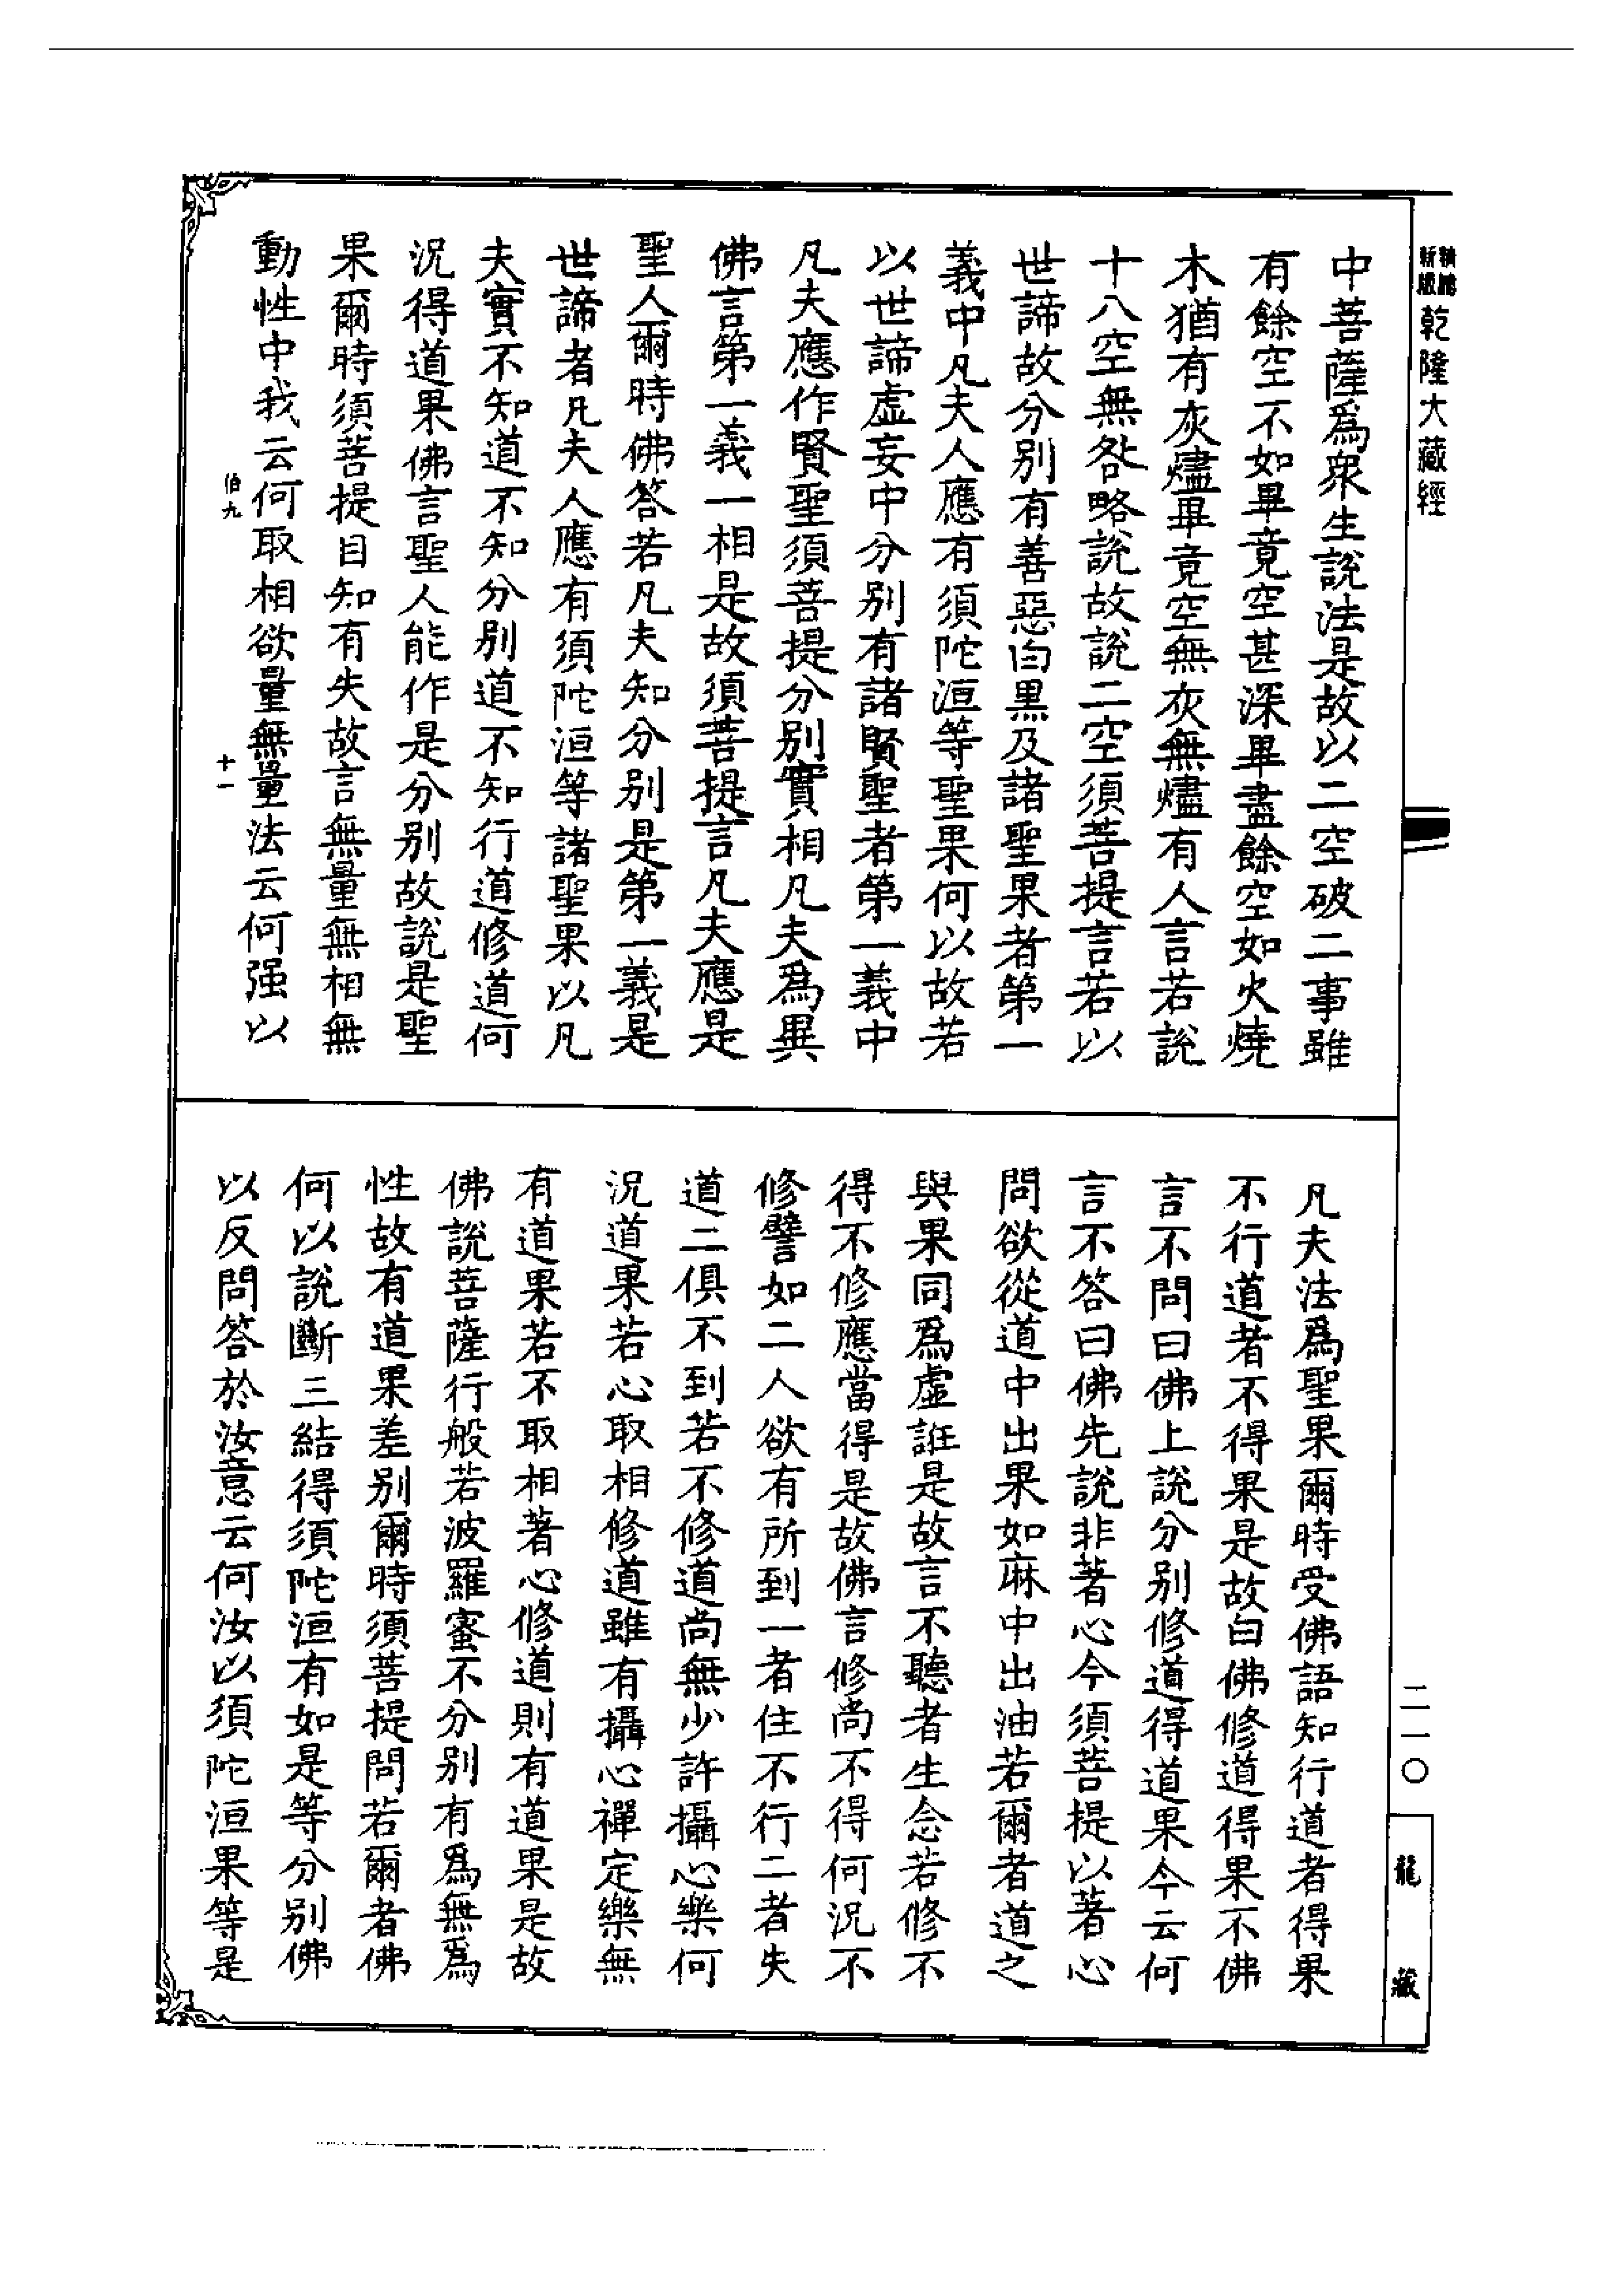 乾隆大藏經
中菩薩爲衆生說法是故以二空破二事雖
有餘空不如畢竟空甚深畢盡餘空如火燒
木猶有灰燼畢竟空無灰無燼有人言若說
十八空無咎略說故說二空須菩提言若以
世諦故分別有善惡白黑及諸聖果者第一
義中凡夫人應有須陀洹等聖果何以故若
以世諦虛妄中分別有諸賢聖者第一義中
凡夫應作賢聖須菩提分別實相凡夫爲異
佛言第一義一相是故須菩提言凡夫應是
聖人爾時佛答若凡夫知分別是第一義是
世諦者凡夫人應有須陀洹等諸聖果以凡
夫實不知道不知分別道不知行道修道何
況得道果佛言聖人能作是分別故說是聖
果爾時須菩提目知有失故言無量無相無
動性中我云何取相欲量無量法云何强以
伯九
十一
凡夫法爲聖果爾時受佛語知行道者得果
不行道者不得果是故白佛修道得果不佛
言不問曰佛上說分別修道得道果今云何
言不答曰佛先說非著心今須菩提以著心
問欲從道中出果如麻中出油若爾者道之
與果同爲虛誑是故言不聽者生念若修不
得不修應當得是故佛言修尚不得何況不
修譬如二人欲有所到一者住不行二者失
道二俱不到若不修道尚無少許攝心樂何
況道果若心取相修道雖有攝心禪定樂無
有道果若不取相著心修道則有道果是故
佛說菩薩行般若波羅蜜不分別有爲無爲
性故有道果差別爾時須菩提問若爾者佛
何以說斷三結得須陀洹有如是等分別佛
以反問答於汝意云何汝以須陀洹果等是
二一〇
龍藏